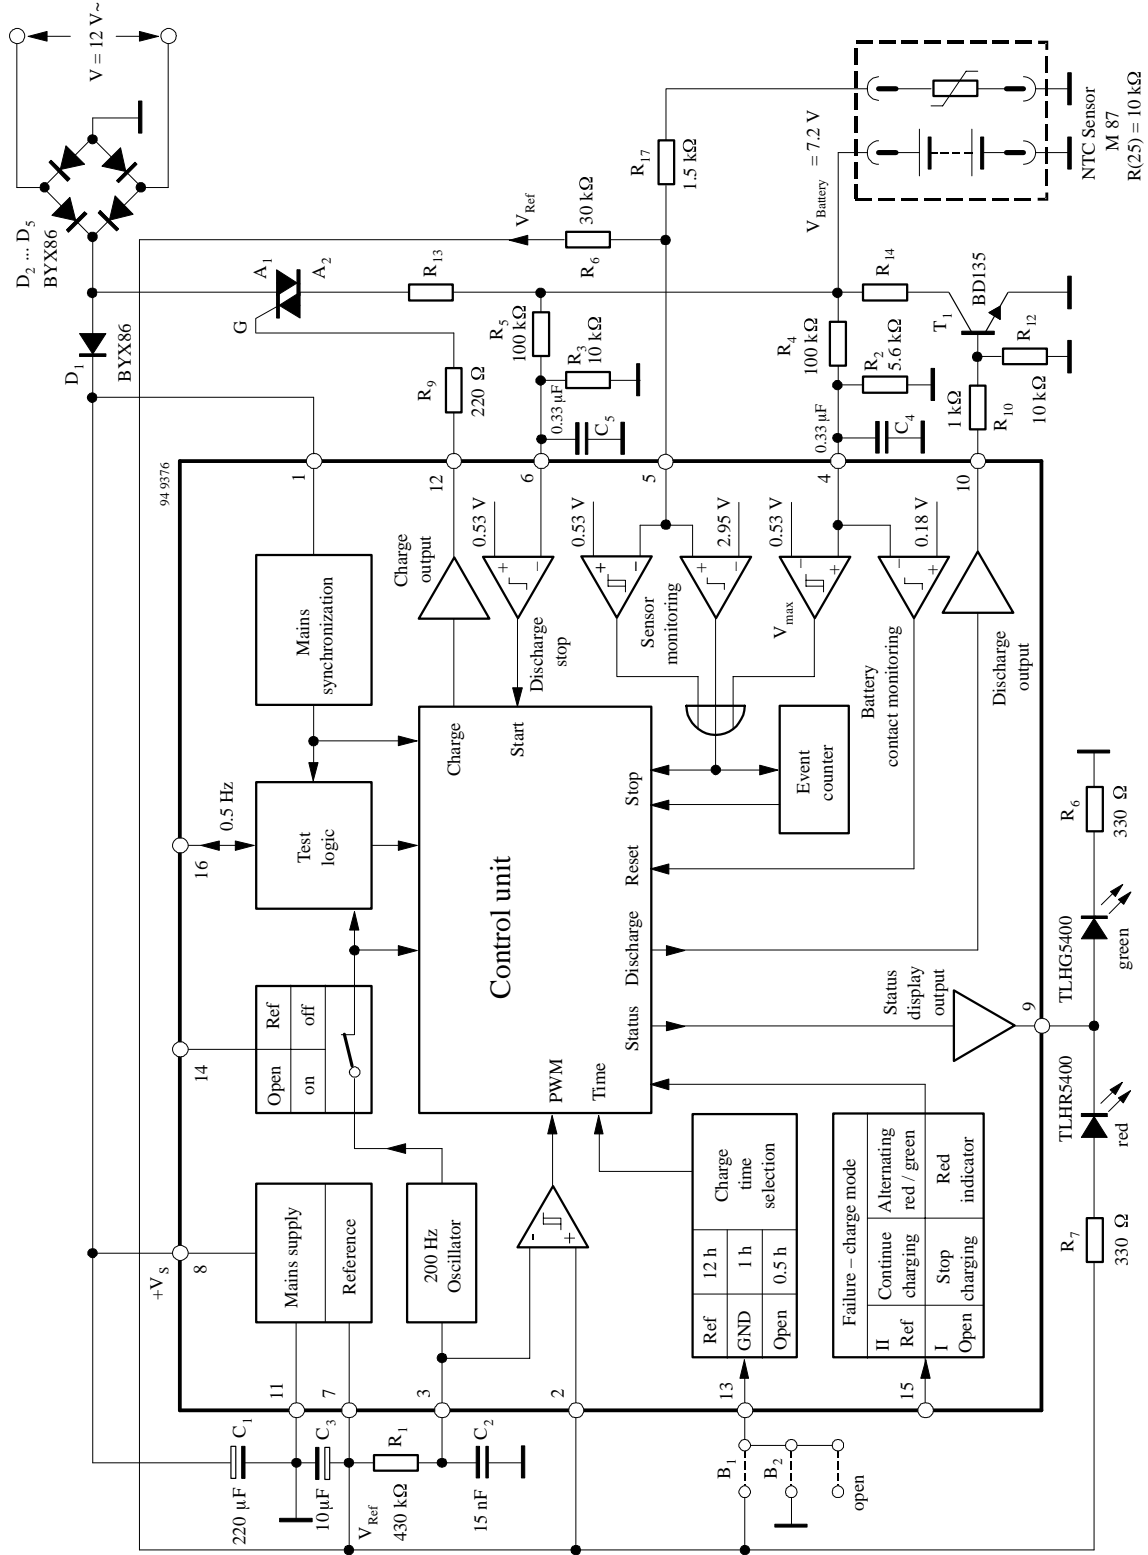 D2 ... D5
BYX86
V = 12 V~
D1
BYX86
A1
A2
G
R13
R9
220 Ω
VRef
R6
30 kΩ
R17
1.5 kΩ
VBattery
= 7.2 V
NTC Sensor
M 87
R(25) = 10 kΩ
R5
100 kΩ
R3
10 kΩ
0.33 µF
C5
R4
100 kΩ
R2
5.6 kΩ
0.33 µF
C4
R14
T1
BD135
R12
10 kΩ
1 kΩ
R10
94 9376
1
12
6
5
4
10
Mains
synchronization
Charge
output
0.53 V
+
−
Discharge
stop
0.53 V
+
−
Sensor
monitoring
2.95 V
+
−
0.53 V
−
+
Vmax
0.18 V
−
+
Battery
contact monitoring
Discharge
output
16
0.5 Hz
Test
logic
Control unit
Charge
Start
Stop
Reset
Discharge
Status
PWM
Time
Event
counter
14
Open
Ref
on
off
Status
display
output
9
+VS
8
Mains supply
Reference
200 Hz
Oscillator
-
+
Ref
12 h
GND
1 h
Open
0.5 h
Charge
time
selection
Failure – charge mode
II
Ref
Continue
charging
Alternating
red / green
I
Open
Stop
charging
Red
indicator
11
7
3
2
13
15
C1
220 µF
C3
10 µF
VRef
R1
430 kΩ
C2
15 nF
B1
B2
open
R7
330 Ω
TLHR5400
red
TLHG5400
green
R6
330 Ω